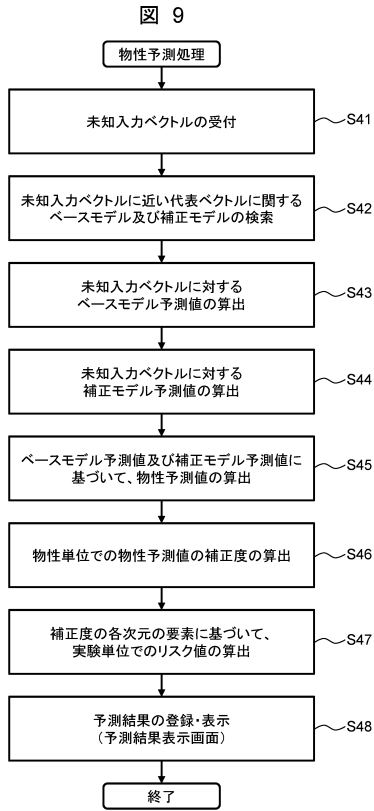 図 9
物性予測処理
未知入力ベクトルの受付
S41
未知入力ベクトルに近い代表ベクトルに関する
ベースモデル及び補正モデルの検索
S42
未知入力ベクトルに対する
ベースモデル予測値の算出
S43
未知入力ベクトルに対する
補正モデル予測値の算出
S44
ベースモデル予測値及び補正モデル予測値に
基づいて、物性予測値の算出
S45
物性単位での物性予測値の補正度の算出
S46
補正度の各次元の要素に基づいて、
実験単位でのリスク値の算出
S47
予測結果の登録・表示
（予測結果表示画面）
S48
終了